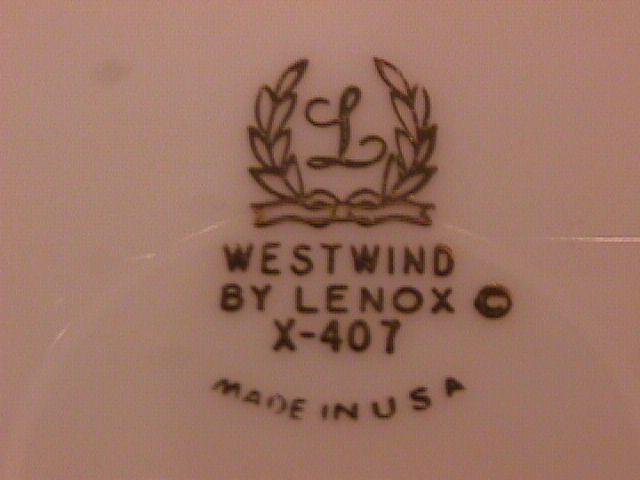 L
WESTWIND
BY LENOX ©
X-407
MADE IN USA